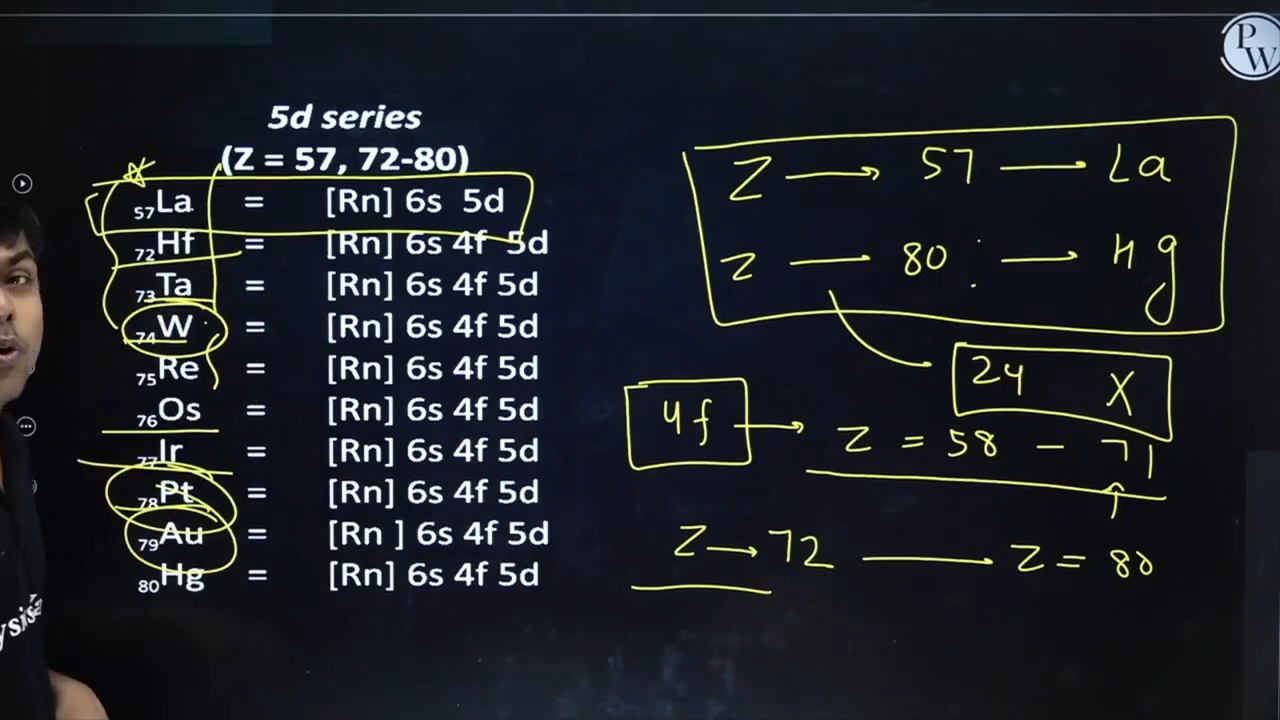 PW
5d series
(Z = 57, 72-80)
57La = [Rn] 6s 5d
72Hf = [Rn] 6s 4f 5d
73Ta = [Rn] 6s 4f 5d
74W = [Rn] 6s 4f 5d
75Re = [Rn] 6s 4f 5d
76Os = [Rn] 6s 4f 5d
77Ir = [Rn] 6s 4f 5d
78Pt = [Rn] 6s 4f 5d
79Au = [Rn ] 6s 4f 5d
80Hg = [Rn] 6s 4f 5d
Z → 57 → La
Z → 80 → Hg
24 X
4f → Z = 58 - 71
Z → 72 → Z = 80